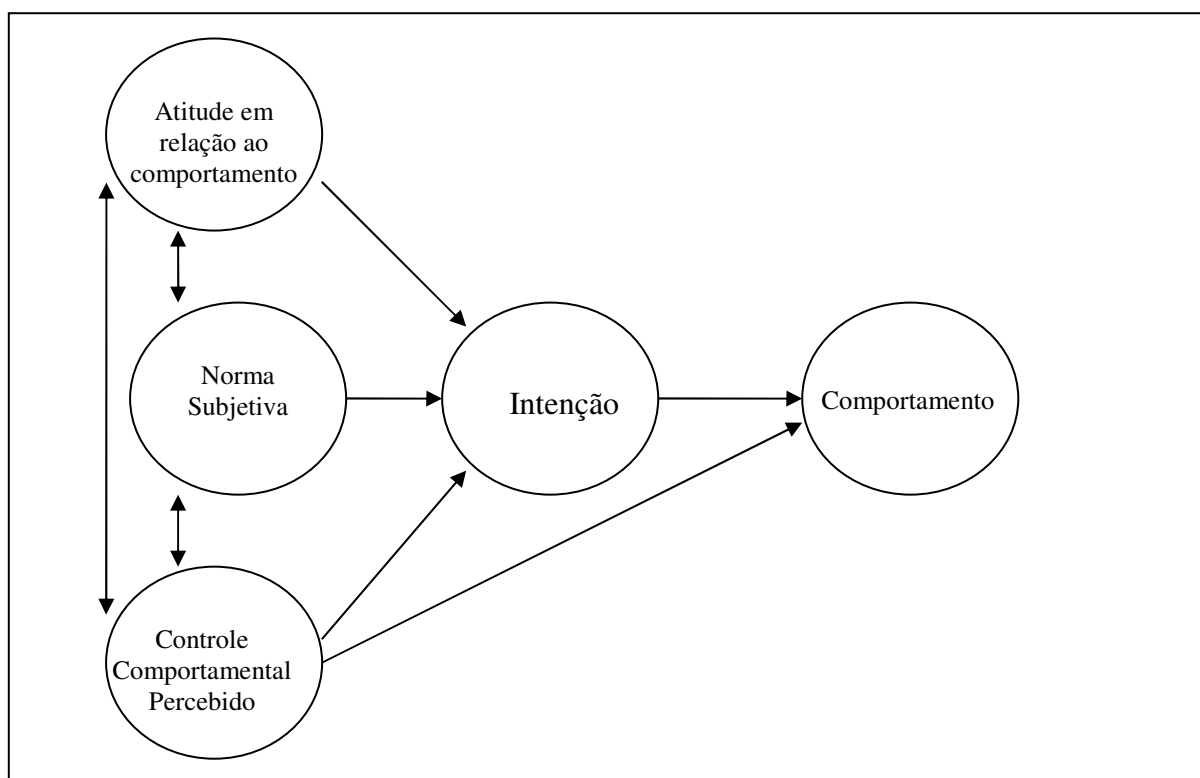 Atitude em
relação ao
comportamento
Norma
Subjetiva
Intenção
Comportamento
Controle
Comportamental
Percebido